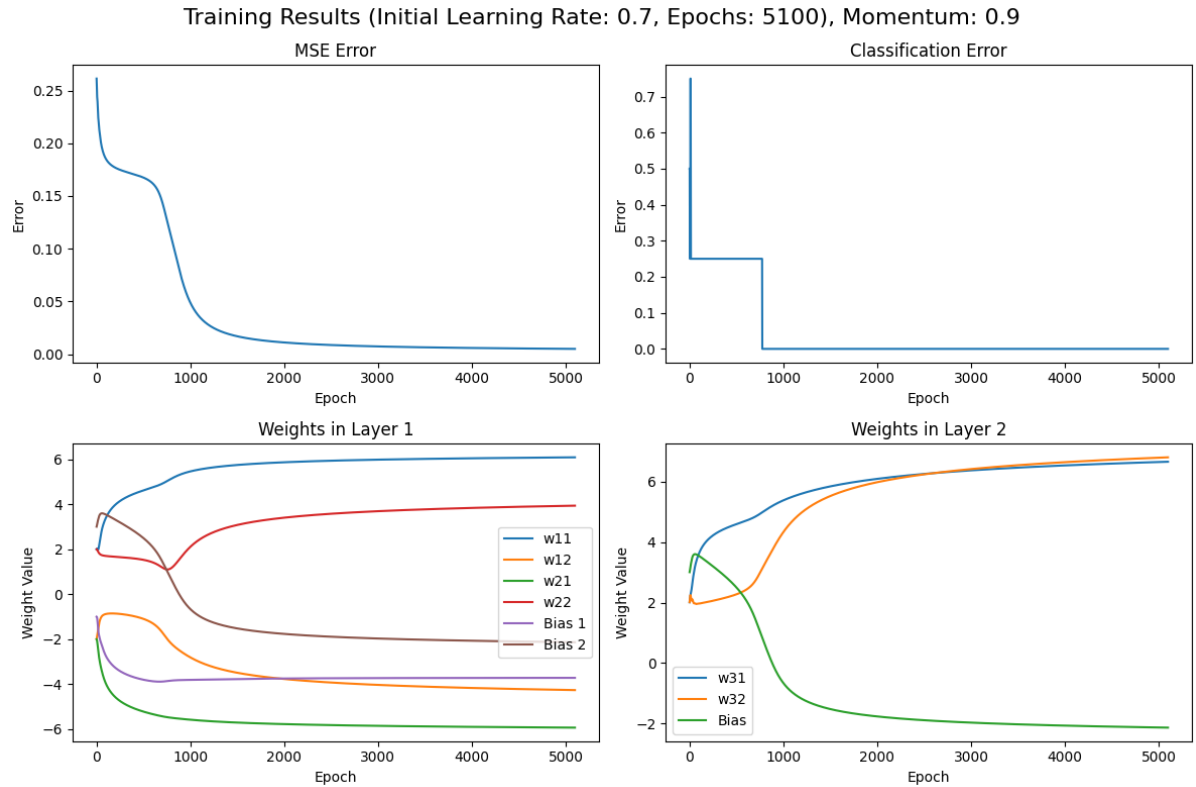 Training Results (Initial Learning Rate: 0.7, Epochs: 5100), Momentum: 0.9
MSE Error
Error
0.25
0.20
0.15
0.10
0.05
0.00
0 1000 2000 3000 4000 5000
Epoch
Classification Error
Error
0.7
0.6
0.5
0.4
0.3
0.2
0.1
0.0
0 1000 2000 3000 4000 5000
Epoch
Weights in Layer 1
Weight Value
6
4
2
0
−2
−4
−6
w11
w12
w21
w22
Bias 1
Bias 2
0 1000 2000 3000 4000 5000
Epoch
Weights in Layer 2
Weight Value
6
4
2
0
−2
w31
w32
Bias
0 1000 2000 3000 4000 5000
Epoch